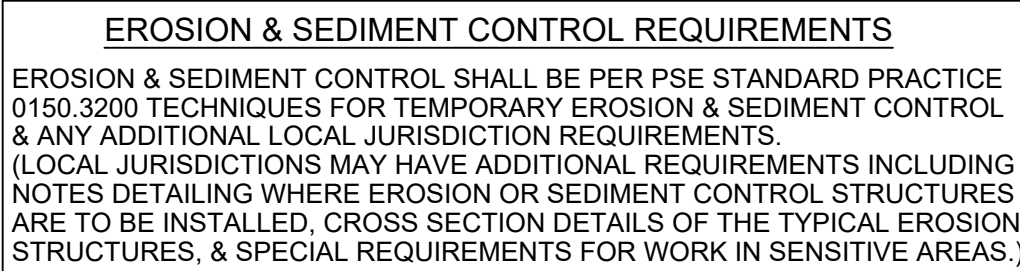 EROSION & SEDIMENT CONTROL REQUIREMENTS
EROSION & SEDIMENT CONTROL SHALL BE PER PSE STANDARD PRACTICE
0150.3200 TECHNIQUES FOR TEMPORARY EROSION & SEDIMENT CONTROL
& ANY ADDITIONAL LOCAL JURISDICTION REQUIREMENTS.
(LOCAL JURISDICTIONS MAY HAVE ADDITIONAL REQUIREMENTS INCLUDING
NOTES DETAILING WHERE EROSION OR SEDIMENT CONTROL STRUCTURES
ARE TO BE INSTALLED, CROSS SECTION DETAILS OF THE TYPICAL EROSION
STRUCTURES, & SPECIAL REQUIREMENTS FOR WORK IN SENSITIVE AREAS.)